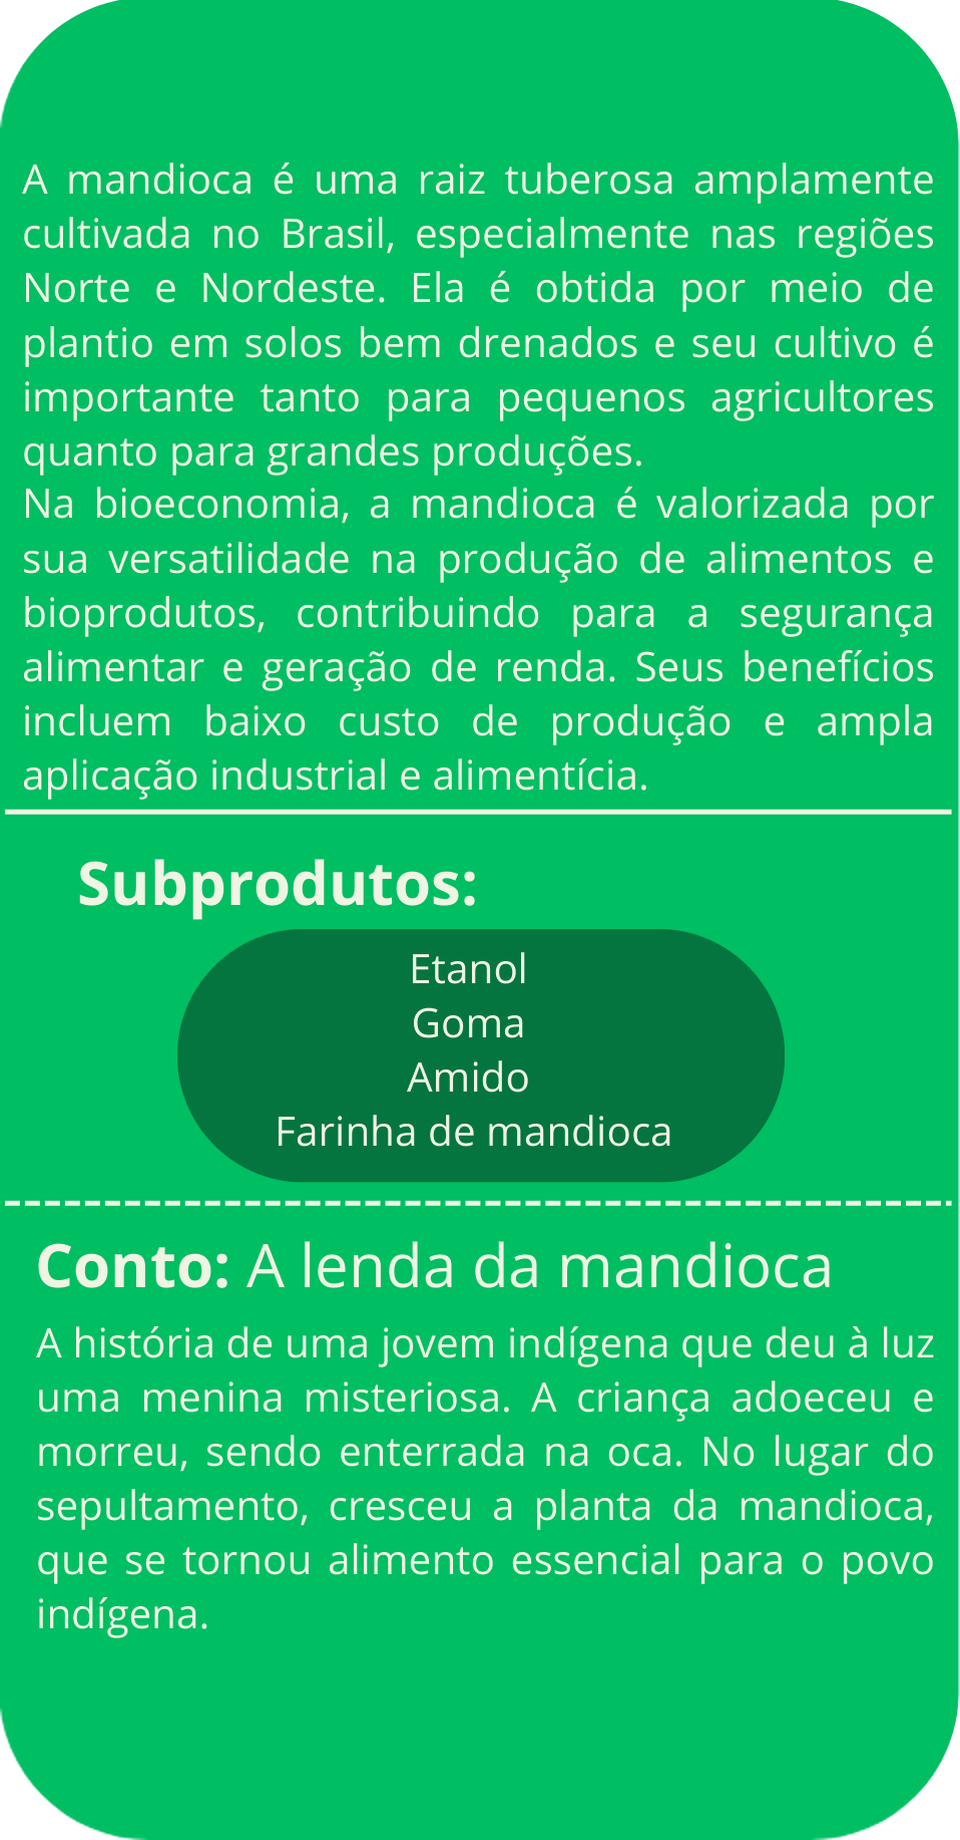 A mandioca é uma raiz tuberosa amplamente
cultivada no Brasil, especialmente nas regiões
Norte e Nordeste. Ela é obtida por meio de
plantio em solos bem drenados e seu cultivo é
importante tanto para pequenos agricultores
quanto para grandes produções.
Na bioeconomia, a mandioca é valorizada por
sua versatilidade na produção de alimentos e
bioprodutos, contribuindo para a segurança
alimentar e geração de renda. Seus benefícios
incluem baixo custo de produção e ampla
aplicação industrial e alimentícia.
Subprodutos:
Etanol
Goma
Amido
Farinha de mandioca
Conto: A lenda da mandioca
A história de uma jovem indígena que deu à luz
uma menina misteriosa. A criança adoeceu e
morreu, sendo enterrada na oca. No lugar do
sepultamento, cresceu a planta da mandioca,
que se tornou alimento essencial para o povo
indígena.